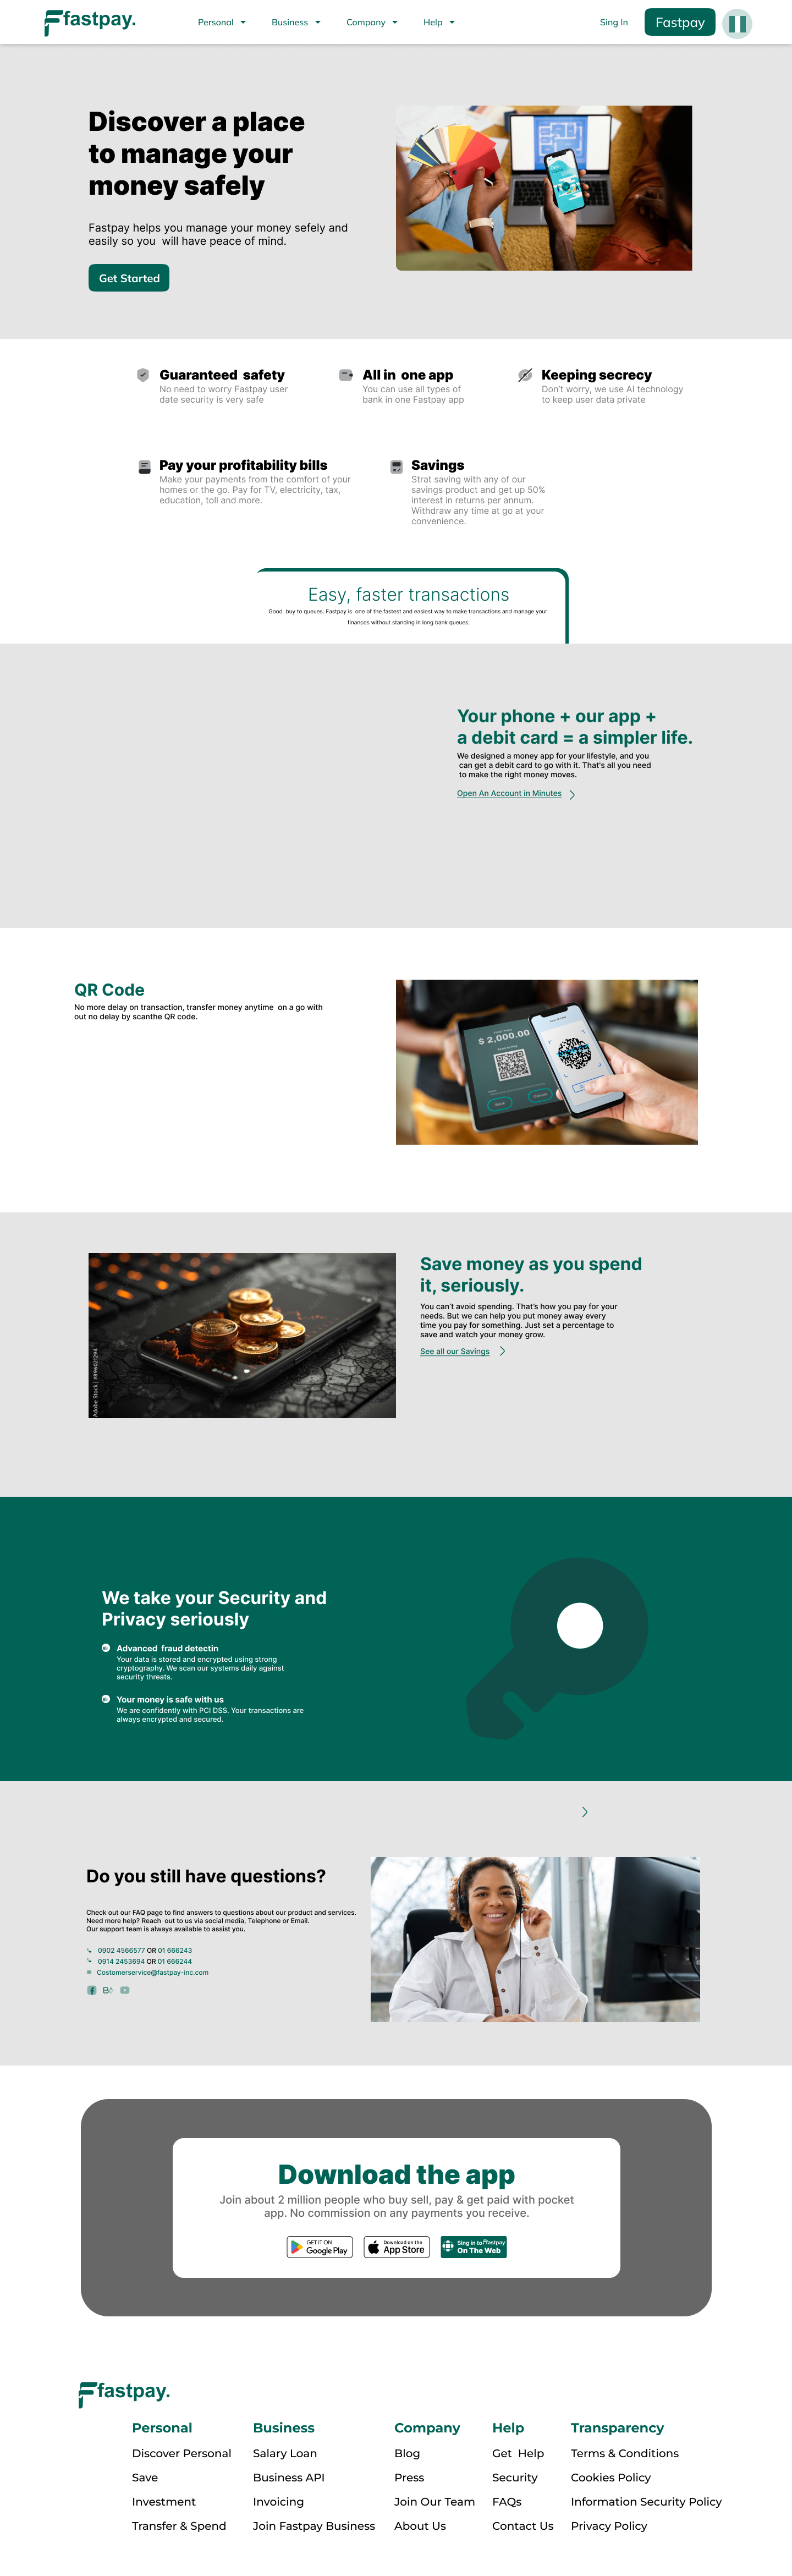 fastpay.
Personal
Business
Company
Help
Sing In
Fastpay
Discover a place
to manage your
money safely
Fastpay helps you manage your money sefely and
easily so you will have peace of mind.
Get Started
Guaranteed safety
No need to worry Fastpay user
date security is very safe
All in one app
You can use all types of
bank in one Fastpay app
Keeping secrecy
Don't worry, we use AI technology
to keep user data private
Pay your profitability bills
Make your payments from the comfort of your
homes or the go. Pay for TV, electricity, tax,
education, toll and more.
Savings
Strat saving with any of our
savings product and get up 50%
interest in returns per annum.
Withdraw any time at go at your
convenience.
Easy, faster transactions
Good buy to queues. Fastpay is one of the fastest and easiest way to make transactions and manage your
finances without standing in long bank queues.
Your phone + our app +
a debit card = a simpler life.
We designed a money app for your lifestyle, and you
can get a debit card to go with it. That's all you need
to make the right money moves.
Open An Account in Minutes
QR Code
No more delay on transaction, transfer money anytime on a go with
out no delay by scanthe QR code.
$ 2,000.00
Save money as you spend
it, seriously.
You can't avoid spending. That's how you pay for your
needs. But we can help you put money away every
time you pay for something. Just set a percentage to
save and watch your money grow.
See all our Savings
Adobe Stock | #896021294
We take your Security and
Privacy seriously
Advanced fraud detectin
Your data is stored and encrypted using strong
cryptography. We scan our systems daily against
security threats.
Your money is safe with us
We are confidently with PCI DSS. Your transactions are
always encrypted and secured.
Do you still have questions?
Check out our FAQ page to find answers to questions about our product and services.
Need more help? Reach out to us via social media, Telephone or Email.
Our support team is always available to assist you.
0902 4566577 OR 01 666243
0914 2453694 OR 01 666244
Costomerservice@fastpay-inc.com
Download the app
Join about 2 million people who buy sell, pay & get paid with pocket
app. No commission on any payments you receive.
GET IT ON
Google Play
Download on the
App Store
Sing in to Fastpay
On The Web
fastpay.
Personal
Discover Personal
Save
Investment
Transfer & Spend
Business
Salary Loan
Business API
Invoicing
Join Fastpay Business
Company
Blog
Press
Join Our Team
About Us
Help
Get Help
Security
FAQs
Contact Us
Transparency
Terms & Conditions
Cookies Policy
Information Security Policy
Privacy Policy